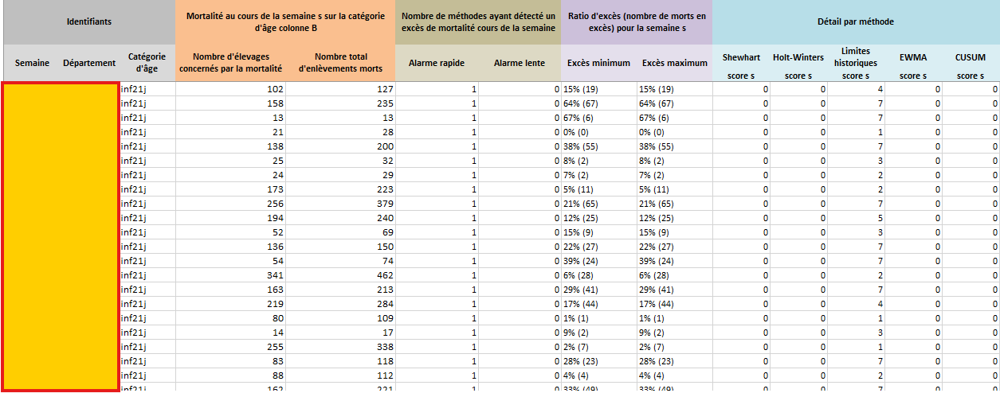 Identifiants Mortalité au cours de la semaine s sur la catégorie d'âge colonne B Nombre de méthodes ayant détecté un excès de mortalité cours de la semaine Ratio d'excès (nombre de morts en excès) pour la semaine s Détail par méthode
Semaine Département Catégorie d'âge Nombre d'élevages concernés par la mortalité Nombre total d'enlèvements morts Alarme rapide Alarme lente Excès minimum Excès maximum Shewhart score s Holt-Winters score s Limites historiques score s EWMA score s CUSUM score s
inf21j 102 127 1 0 15% (19) 15% (19) 0 0 4 0 0
inf21j 158 235 1 0 64% (67) 64% (67) 0 0 7 0 0
inf21j 13 13 1 0 67% (6) 67% (6) 0 0 7 0 0
inf21j 21 28 1 0 0% (0) 0% (0) 0 0 1 0 0
inf21j 138 200 1 0 38% (55) 38% (55) 0 0 7 0 0
inf21j 25 32 1 0 8% (2) 8% (2) 0 0 3 0 0
inf21j 24 29 1 0 7% (2) 7% (2) 0 0 2 0 0
inf21j 173 223 1 0 5% (11) 5% (11) 0 0 2 0 0
inf21j 256 379 1 0 21% (65) 21% (65) 0 0 7 0 0
inf21j 194 240 1 0 12% (25) 12% (25) 0 0 5 0 0
inf21j 52 69 1 0 15% (9) 15% (9) 0 0 3 0 0
inf21j 136 150 1 0 22% (27) 22% (27) 0 0 7 0 0
inf21j 54 74 1 0 39% (24) 39% (24) 0 0 7 0 0
inf21j 341 462 1 0 6% (28) 6% (28) 0 0 2 0 0
inf21j 163 213 1 0 29% (41) 29% (41) 0 0 7 0 0
inf21j 219 284 1 0 17% (44) 17% (44) 0 0 4 0 0
inf21j 80 109 1 0 1% (1) 1% (1) 0 0 1 0 0
inf21j 14 17 1 0 9% (2) 9% (2) 0 0 3 0 0
inf21j 255 338 1 0 2% (7) 2% (7) 0 0 1 0 0
inf21j 83 118 1 0 28% (23) 28% (23) 0 0 7 0 0
inf21j 88 112 1 0 4% (4) 4% (4) 0 0 2 0 0
inf21j 162 221 1 0 33% (49) 33% (49) 0 0 7 0 0